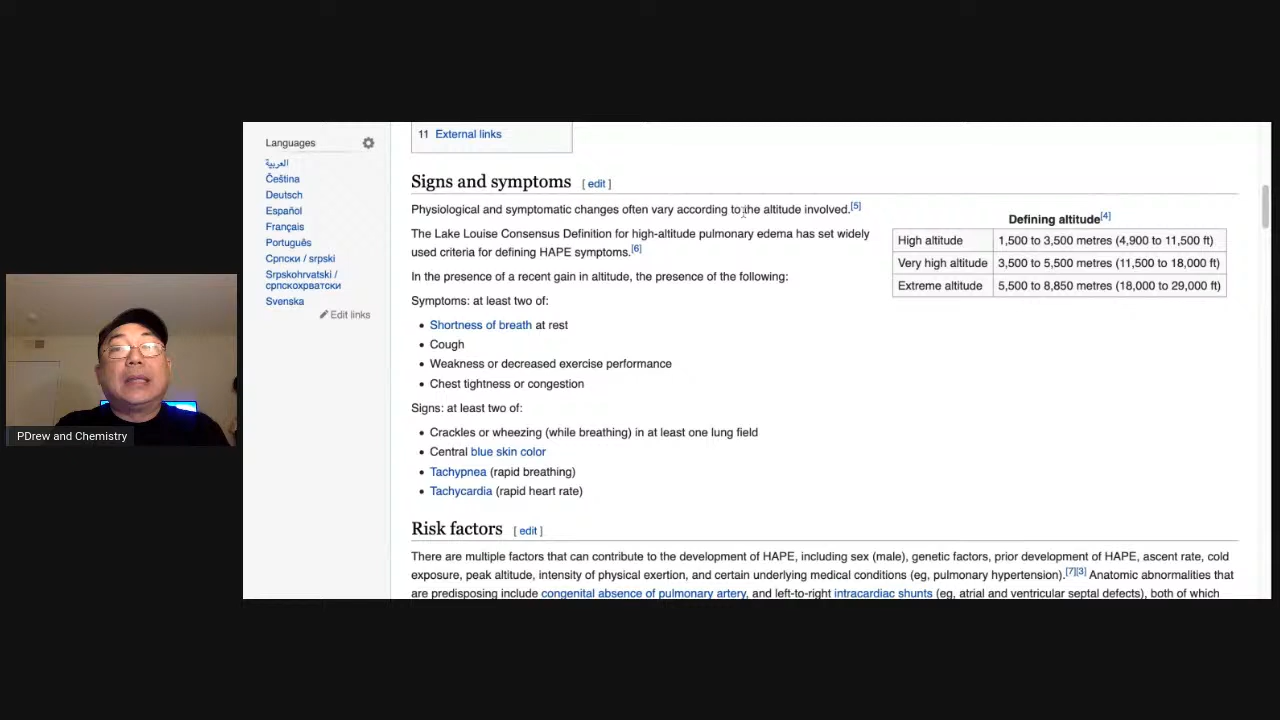 11 External links
Languages
العربية
Čeština
Deutsch
Español
Français
Português
Српски / srpski
Srpskohrvatski /
српскохрватски
Svenska
Edit links
Signs and symptoms [ edit ]
Physiological and symptomatic changes often vary according to the altitude involved.[5]
The Lake Louise Consensus Definition for high-altitude pulmonary edema has set widely
used criteria for defining HAPE symptoms.[6]
In the presence of a recent gain in altitude, the presence of the following:
Symptoms: at least two of:
• Shortness of breath at rest
• Cough
• Weakness or decreased exercise performance
• Chest tightness or congestion
Signs: at least two of:
• Crackles or wheezing (while breathing) in at least one lung field
• Central blue skin color
• Tachypnea (rapid breathing)
• Tachycardia (rapid heart rate)
Defining altitude[4]
High altitude 1,500 to 3,500 metres (4,900 to 11,500 ft)
Very high altitude 3,500 to 5,500 metres (11,500 to 18,000 ft)
Extreme altitude 5,500 to 8,850 metres (18,000 to 29,000 ft)
Risk factors [ edit ]
There are multiple factors that can contribute to the development of HAPE, including sex (male), genetic factors, prior development of HAPE, ascent rate, cold
exposure, peak altitude, intensity of physical exertion, and certain underlying medical conditions (eg, pulmonary hypertension).[7][3] Anatomic abnormalities that
are predisposing include congenital absence of pulmonary artery, and left-to-right intracardiac shunts (eg, atrial and ventricular septal defects), both of which
PDrew and Chemistry